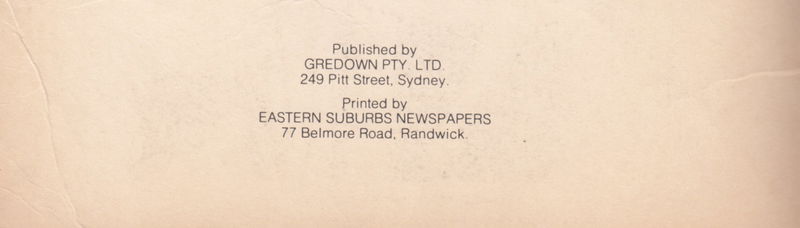 Published by
GREDOWN PTY. LTD.
249 Pitt Street, Sydney.
Printed by
EASTERN SUBURBS NEWSPAPERS
77 Belmore Road, Randwick.